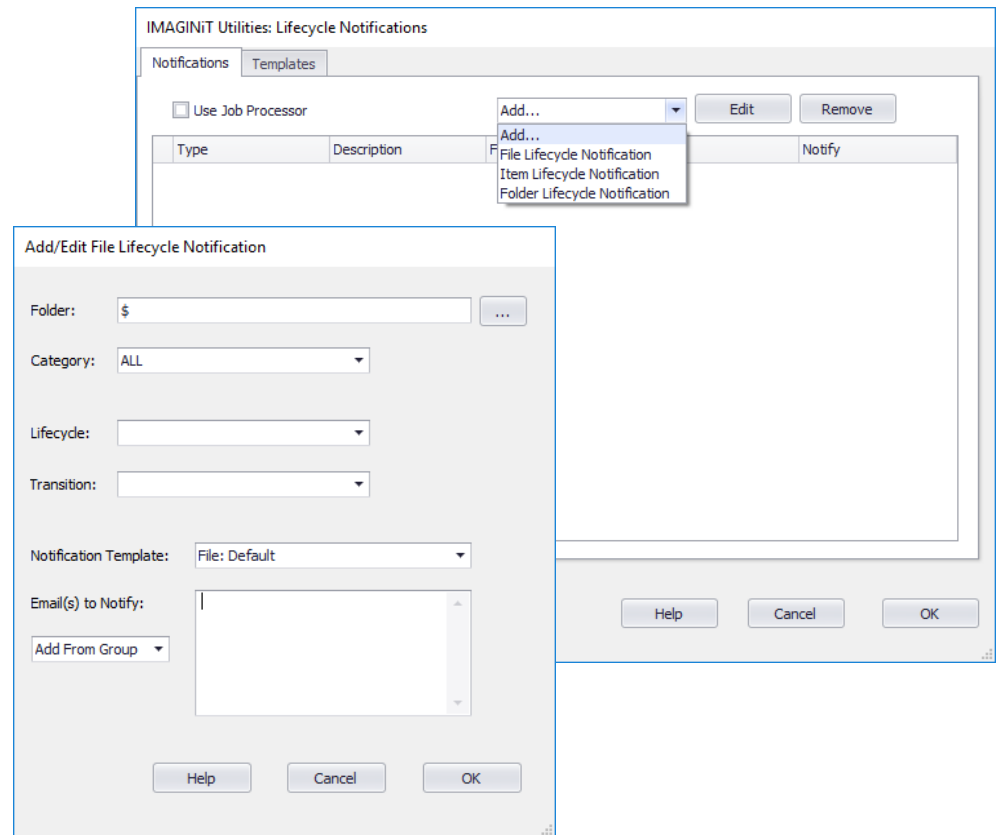 IMAGINiT Utilities: Lifecycle Notifications
Notifications Templates
Use Job Processor Add... Edit Remove
Add...
File Lifecycle Notification
Item Lifecycle Notification
Folder Lifecycle Notification
Type Description F Notify
Add/Edit File Lifecycle Notification
Folder: $ ...
Category: ALL
Lifecycle:
Transition:
Notification Template: File: Default
Email(s) to Notify:
Add From Group
Help Cancel OK
Help Cancel OK